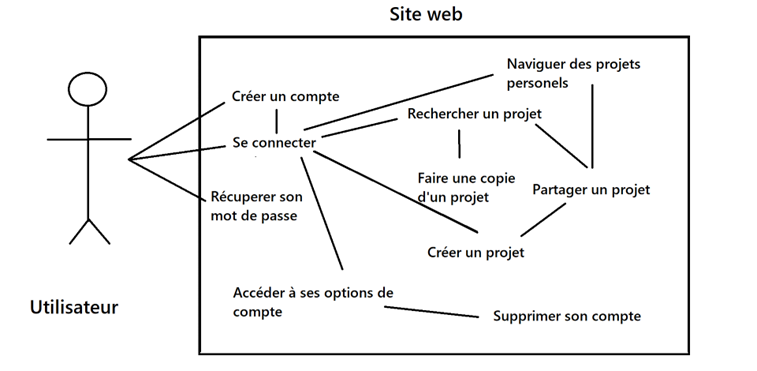 Site web
Naviguer des projets
personels
Créer un compte
Rechercher un projet
Se connecter
Faire une copie
d'un projet
Partager un projet
Récuperer son
mot de passe
Créer un projet
Accéder à ses options de
compte
Supprimer son compte
Utilisateur